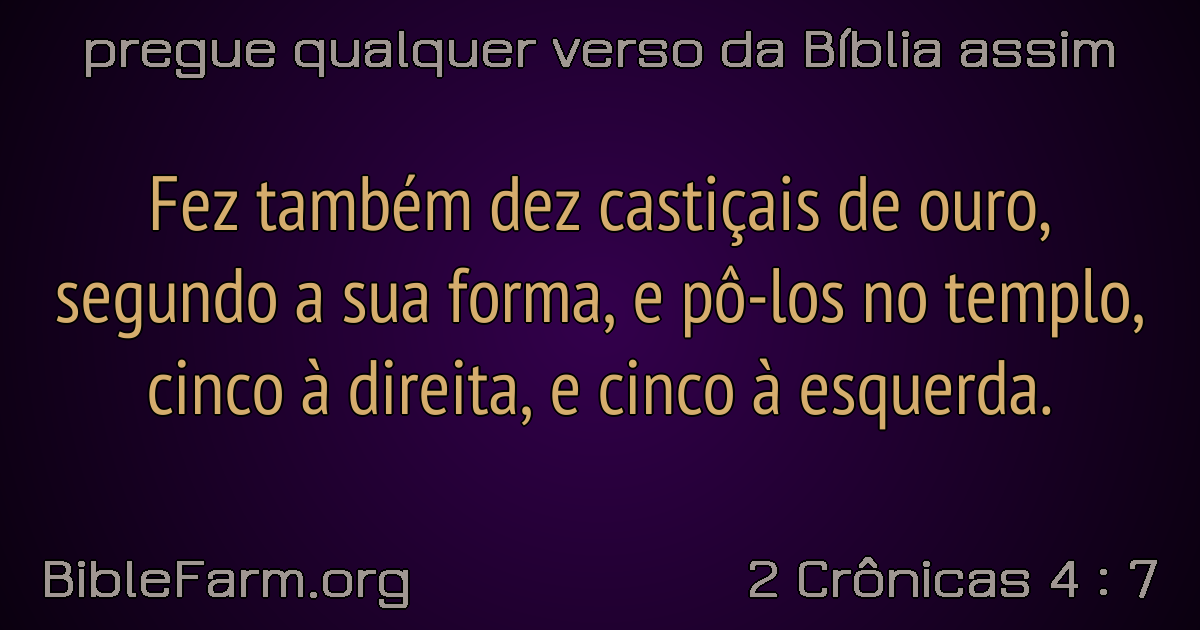 pregue qualquer verso da Bíblia assim
Fez também dez castiçais de ouro,
segundo a sua forma, e pô-los no templo,
cinco à direita, e cinco à esquerda.
BibleFarm.org
2 Crônicas 4 : 7